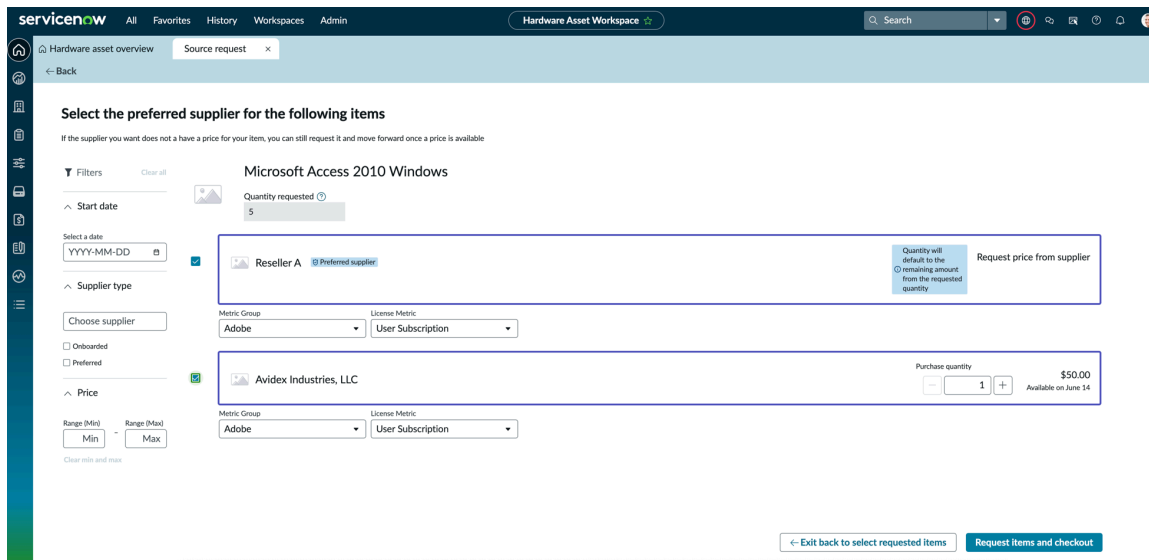 servicenow All Favorites History Workspaces Admin Hardware Asset Workspace Search
Hardware asset overview Source request ×
← Back
Select the preferred supplier for the following items
If the supplier you want does not a have a price for your item, you can still request it and move forward once a price is available
Filters Clear all
Start date
Select a date
YYYY-MM-DD
Supplier type
Choose supplier
Onboarded
Preferred
Price
Range (Min) Range (Max)
Min - Max
Clear min and max
Microsoft Access 2010 Windows
Quantity requested
5
Reseller A Preferred supplier
Quantity will
default to the
remaining amount
from the requested
quantity
Request price from supplier
Metric Group License Metric
Adobe User Subscription
Avidex Industries, LLC
Purchase quantity
1
$50.00
Available on June 14
Metric Group License Metric
Adobe User Subscription
← Exit back to select requested items Request items and checkout